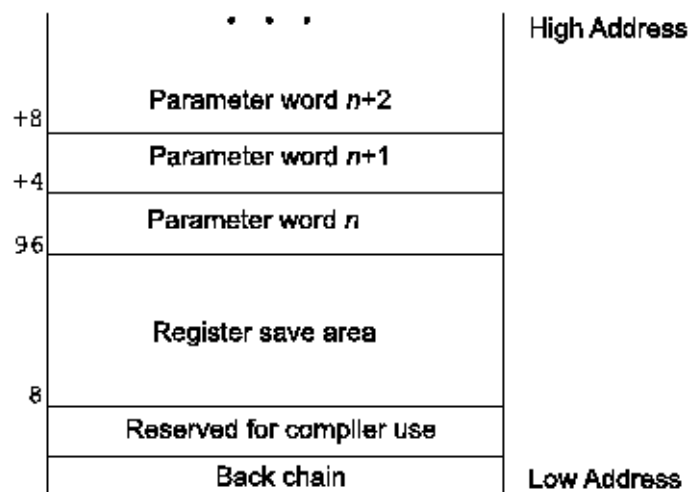 • • •
High Address
Parameter word n+2
+8
Parameter word n+1
+4
Parameter word n
96
Register save area
8
Reserved for compiler use
Back chain
Low Address